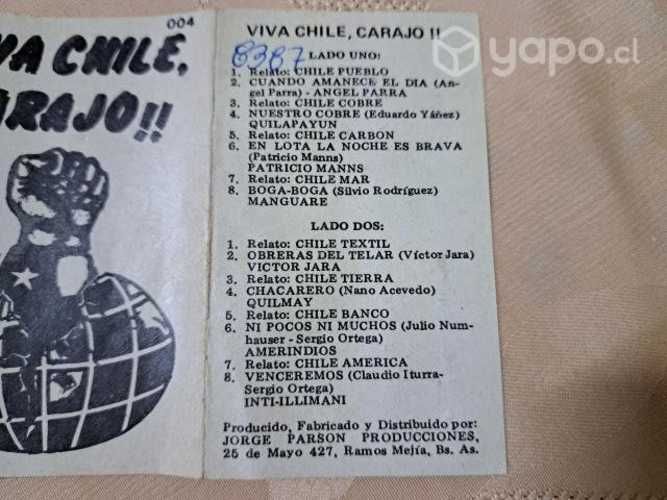 004
VA CHILE,
ARAJO!!
VIVA CHILE, CARAJO !!
8387
LADO UNO:
1. Relato: CHILE PUEBLO
2. CUANDO AMANECE EL DIA (An-
gel Parra) - ANGEL PARRA
3. Relato: CHILE COBRE
4. NUESTRO COBRE (Eduardo Yáñez)
QUILAPAYUN
5. Relato: CHILE CARBON
6. EN LOTA LA NOCHE ES BRAVA
(Patricio Manns)
PATRICIO MANNS
7. Relato: CHILE MAR
8. BOGA-BOGA (Silvio Rodríguez)
MANGUARE
LADO DOS:
1. Relato: CHILE TEXTIL
2. OBRERAS DEL TELAR (Víctor Jara)
VICTOR JARA
3. Relato: CHILE TIERRA
4. CHACARERO (Nano Acevedo)
QUILMAY
5. Relato: CHILE BANCO
6. NI POCOS NI MUCHOS (Julio Num-
hauser - Sergio Ortega)
AMERINDIOS
7. Relato: CHILE AMERICA
8. VENCEREMOS (Claudio Iturra-
Sergio Ortega)
INTI-ILLIMANI
Producido, Fabricado y Distribuido por:
JORGE PARSON PRODUCCIONES,
25 de Mayo 427, Ramos Mejía, Bs. As.
yapo.cl